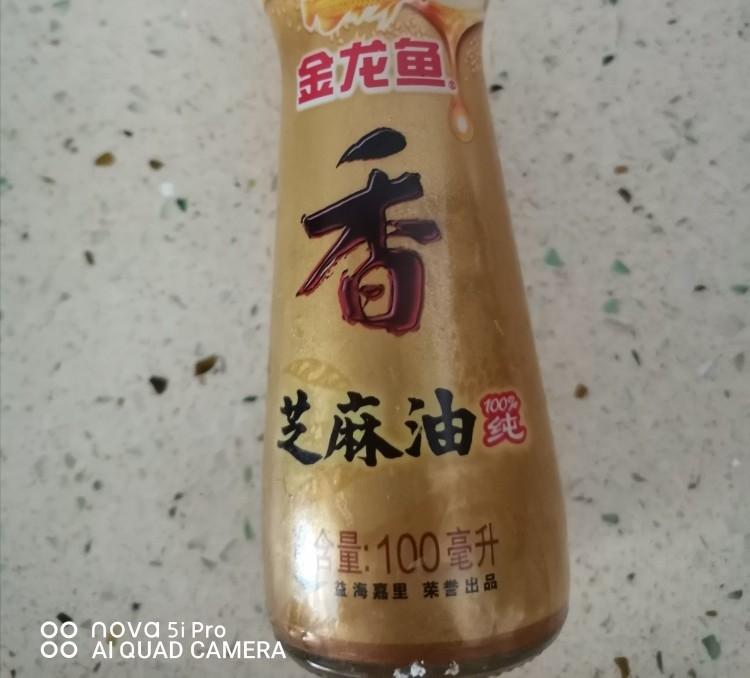 金龙鱼®
香
芝麻油 100% 纯
含量:100毫升
益海嘉里 荣誉出品
nova 5i Pro
AI QUAD CAMERA